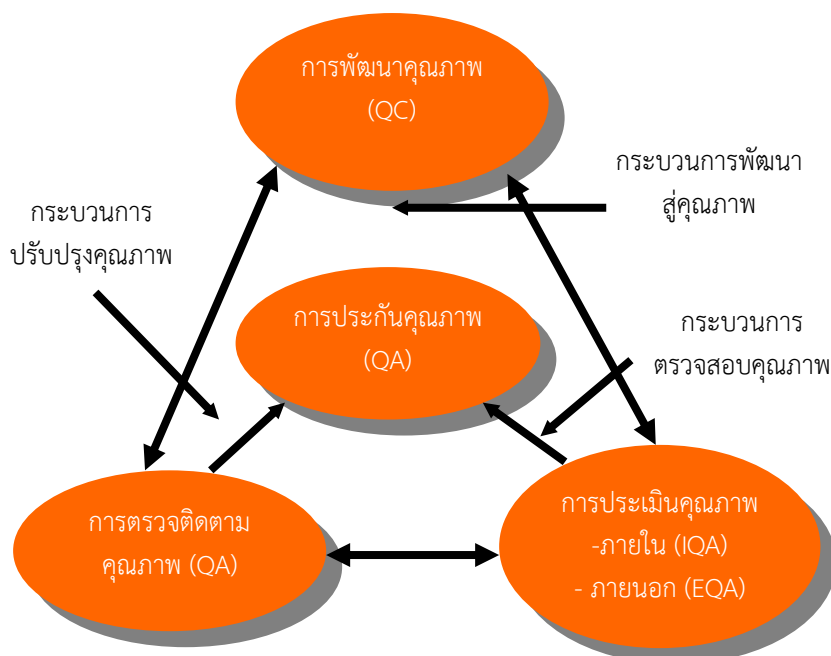 การพัฒนาคุณภาพ
(QC)
กระบวนการพัฒนา
สู่คุณภาพ
กระบวนการ
ปรับปรุงคุณภาพ
การประกันคุณภาพ
(QA)
กระบวนการ
ตรวจสอบคุณภาพ
การตรวจติดตาม
คุณภาพ (QA)
การประเมินคุณภาพ
-ภายใน (IQA)
- ภายนอก (EQA)